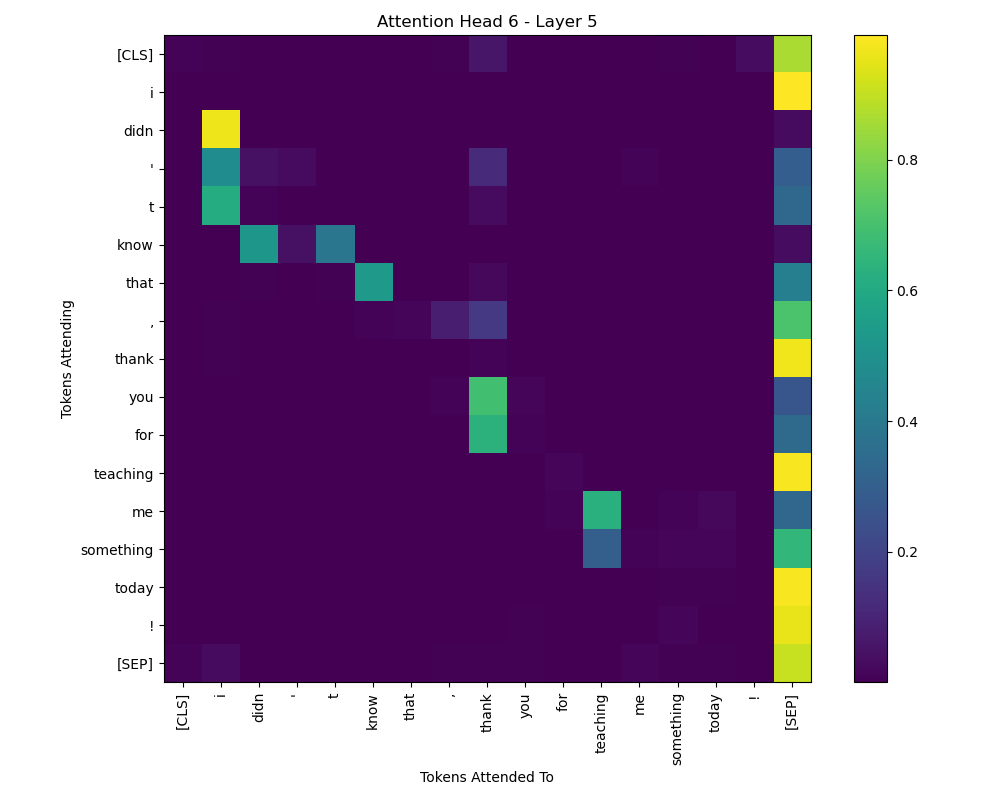 Attention Head 6 - Layer 5
Tokens Attending
[CLS]
i
didn
'
t
know
that
,
thank
you
for
teaching
me
something
today
!
[SEP]
[CLS]
i
didn
'
t
know
that
,
thank
you
for
teaching
me
something
today
!
[SEP]
Tokens Attended To
0.8
0.6
0.4
0.2